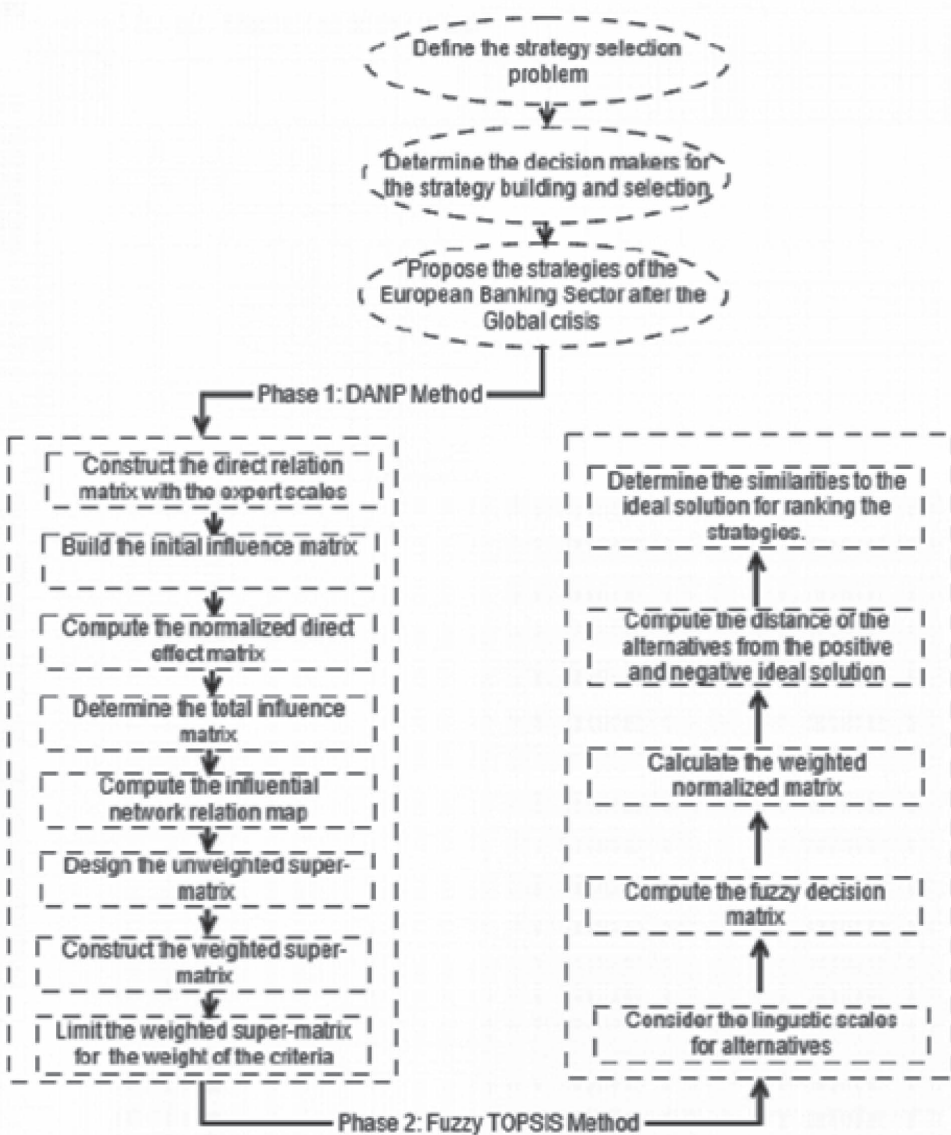 Define the strategy selection
problem
Determine the decision makers for
the strategy building and selection
Propose the strategies of the
European Banking Sector after the
Global crisis
Phase 1: DANP Method
Construct the direct relation
matrix with the expert scales
Build the initial influence matrix
Compute the normalized direct
effect matrix
Determine the total influence
matrix
Compute the influential
network relation map
Design the unweighted super-
matrix
Construct the weighted super-
matrix
Limit the weighted super-matrix
for the weight of the criteria
Phase 2: Fuzzy TOPSIS Method
Consider the lingustic scales
for alternatives
Compute the fuzzy decision
matrix
Calculate the weighted
normalized matrix
Compute the distance of the
alternatives from the positive
and negative ideal solution
Determine the similarities to the
ideal solution for ranking the
strategies.